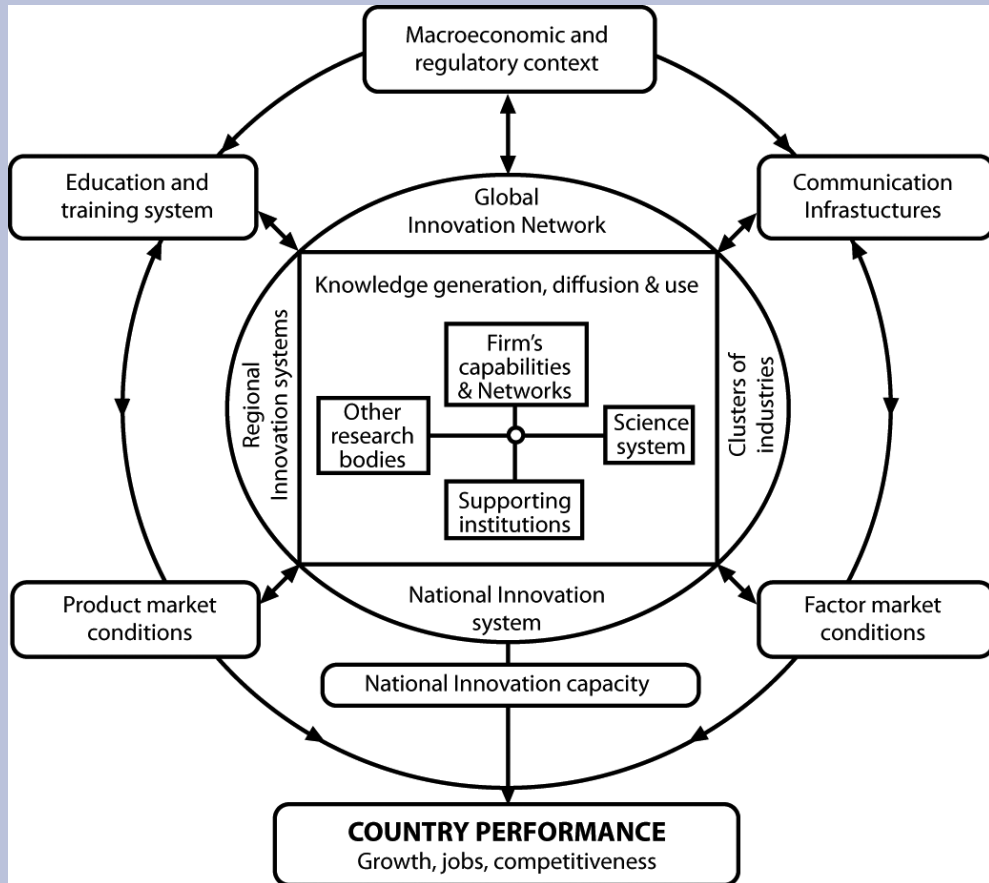 Macroeconomic and
regulatory context
Education and
training system
Communication
Infrastuctures
Global
Innovation Network
Knowledge generation, diffusion & use
Regional
Innovation systems
Firm's
capabilities
& Networks
Other
research
bodies
Science
system
Supporting
institutions
Clusters of
industries
Product market
conditions
National Innovation
system
Factor market
conditions
National Innovation capacity
COUNTRY PERFORMANCE
Growth, jobs, competitiveness